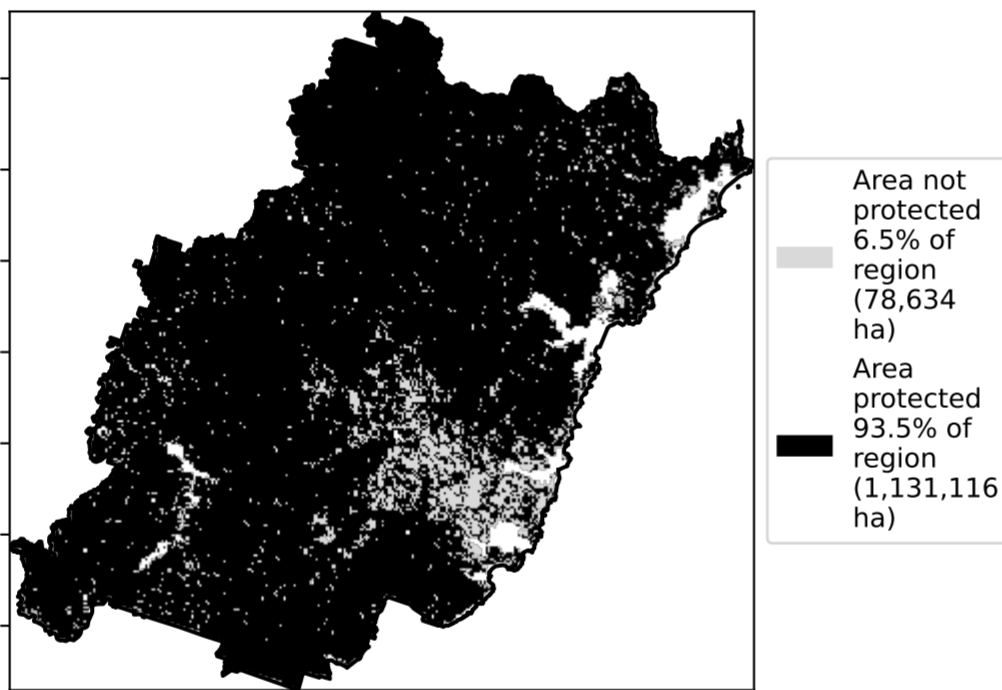 Area not
protected
6.5% of
region
(78,634
ha)
Area
protected
93.5% of
region
(1,131,116
ha)